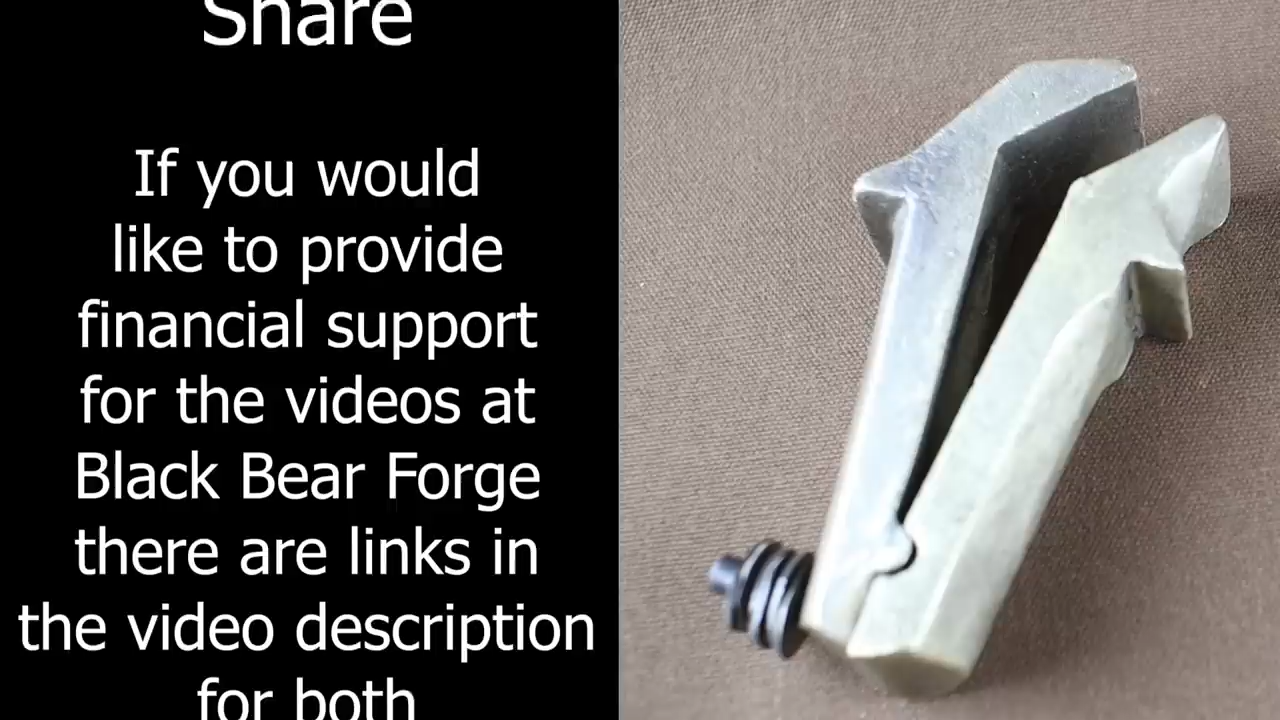 Share
If you would
like to provide
financial support
for the videos at
Black Bear Forge
there are links in
the video description
for both